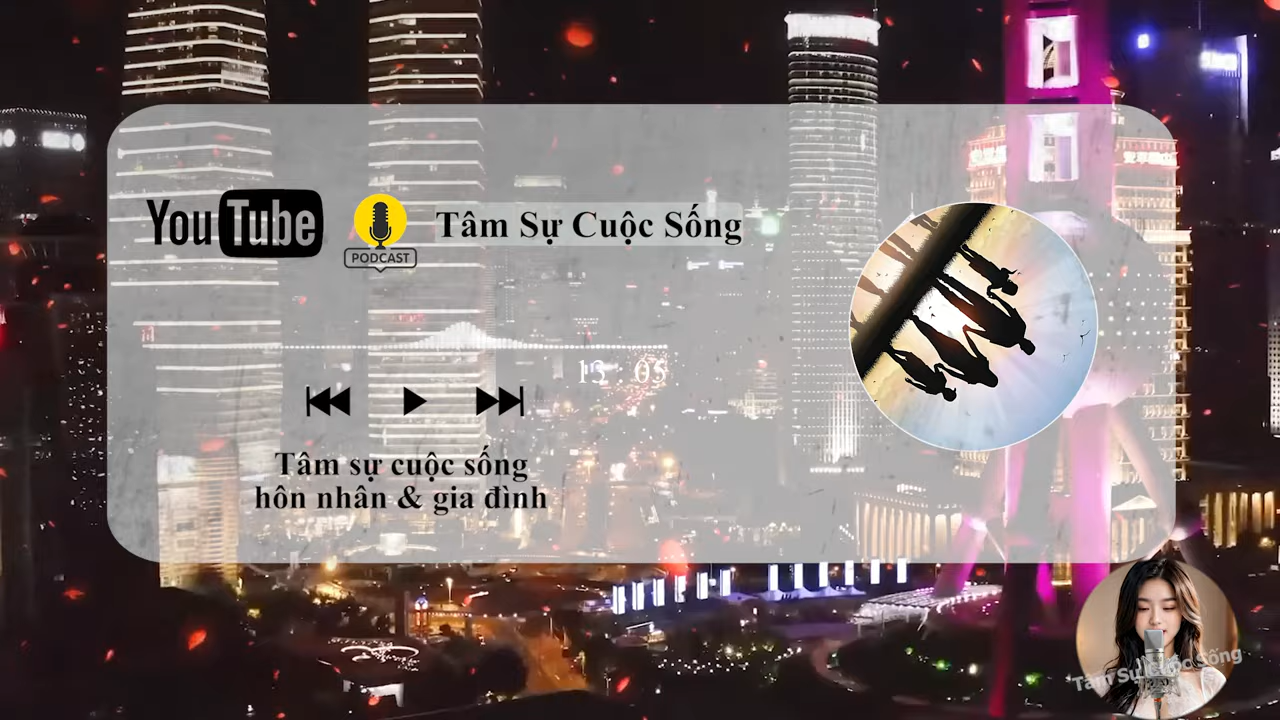 YouTube
PODCAST
Tâm Sự Cuộc Sống
13 05
Tâm sự cuộc sống
hôn nhân & gia đình
Tâm Sự Cuộc Sống